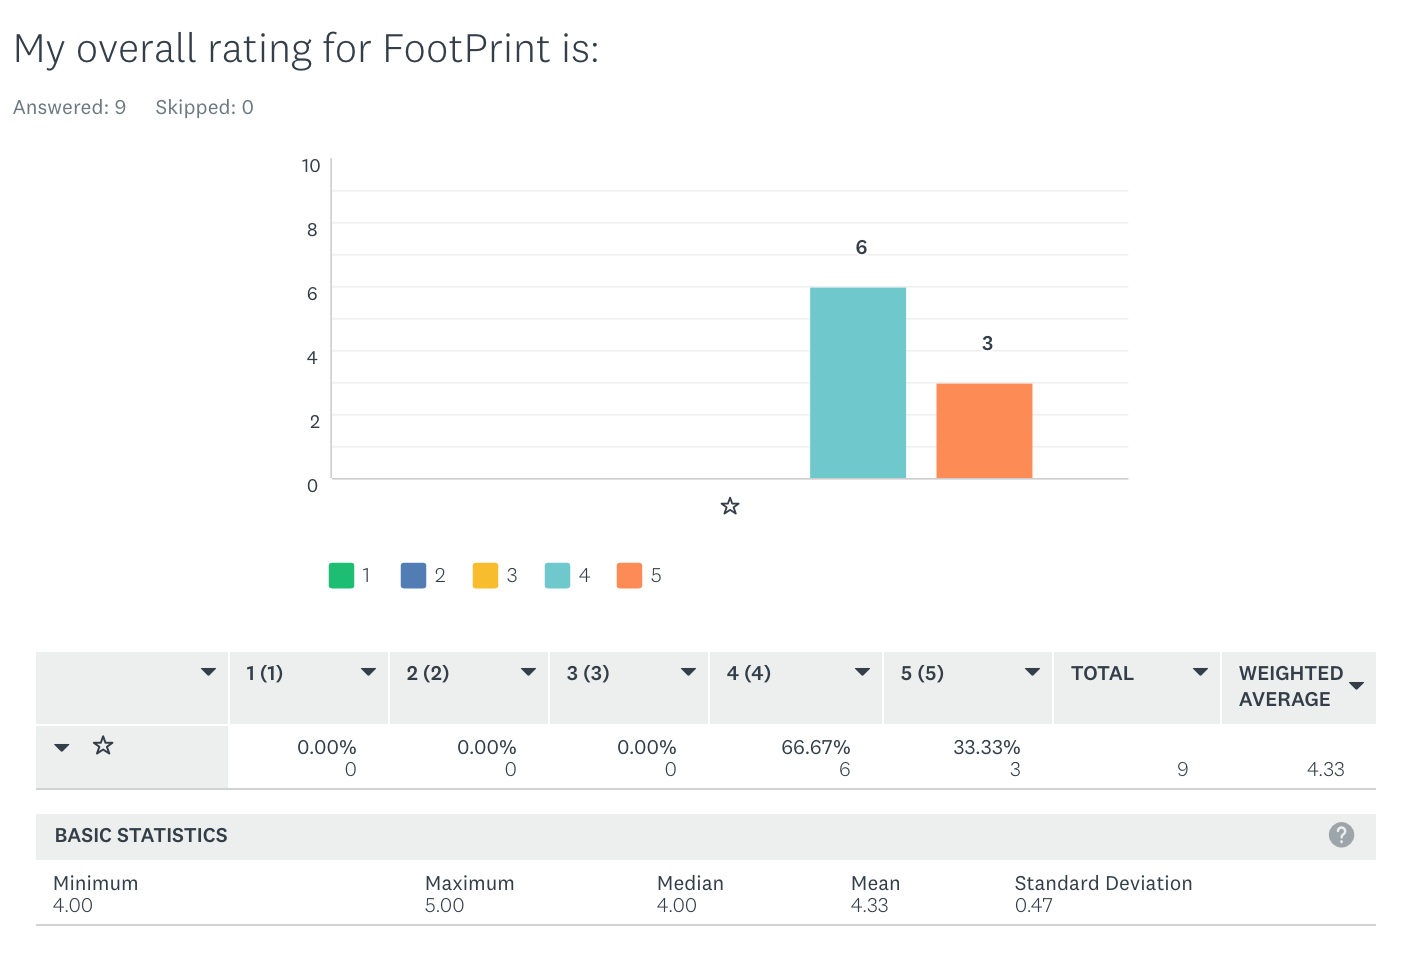 My overall rating for FootPrint is:
Answered: 9 Skipped: 0
10
8
6
4
2
0
6
3
1 2 3 4 5
1 (1) 2 (2) 3 (3) 4 (4) 5 (5) TOTAL WEIGHTED
AVERAGE
0.00% 0.00% 0.00% 66.67% 33.33%
0 0 0 6 3 9 4.33
BASIC STATISTICS ?
Minimum Maximum Median Mean Standard Deviation
4.00 5.00 4.00 4.33 0.47